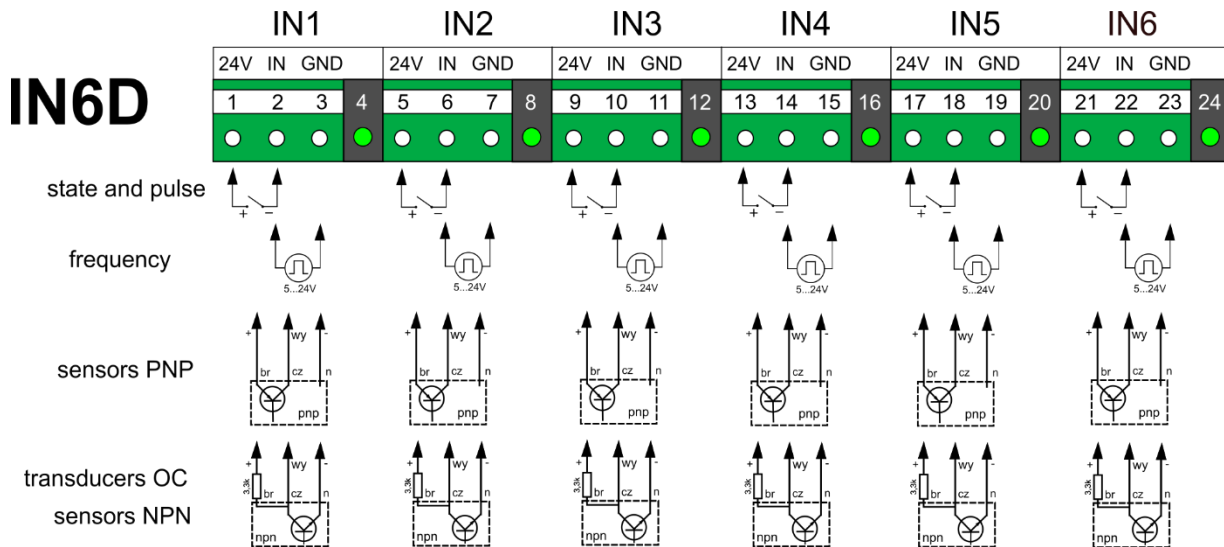 IN1 IN2 IN3 IN4 IN5 IN6
24V IN GND 24V IN GND 24V IN GND 24V IN GND 24V IN GND 24V IN GND
IN6D
1 2 3 4 5 6 7 8 9 10 11 12 13 14 15 16 17 18 19 20 21 22 23 24
state and pulse
+ – + – + – + – + – + –
frequency
5...24V 5...24V 5...24V 5...24V 5...24V 5...24V
+ wy - + wy - + wy - + wy - + wy - + wy -
sensors PNP
br cz n br cz n br cz n br cz n br cz n br cz n
pnp pnp pnp pnp pnp pnp
+ wy - + wy - + wy - + wy - + wy - + wy -
transducers OC
3,3k br cz n 3,3k br cz n 3,3k br cz n 3,3k br cz n 3,3k br cz n 3,3k br cz n
sensors NPN
npn npn npn npn npn npn